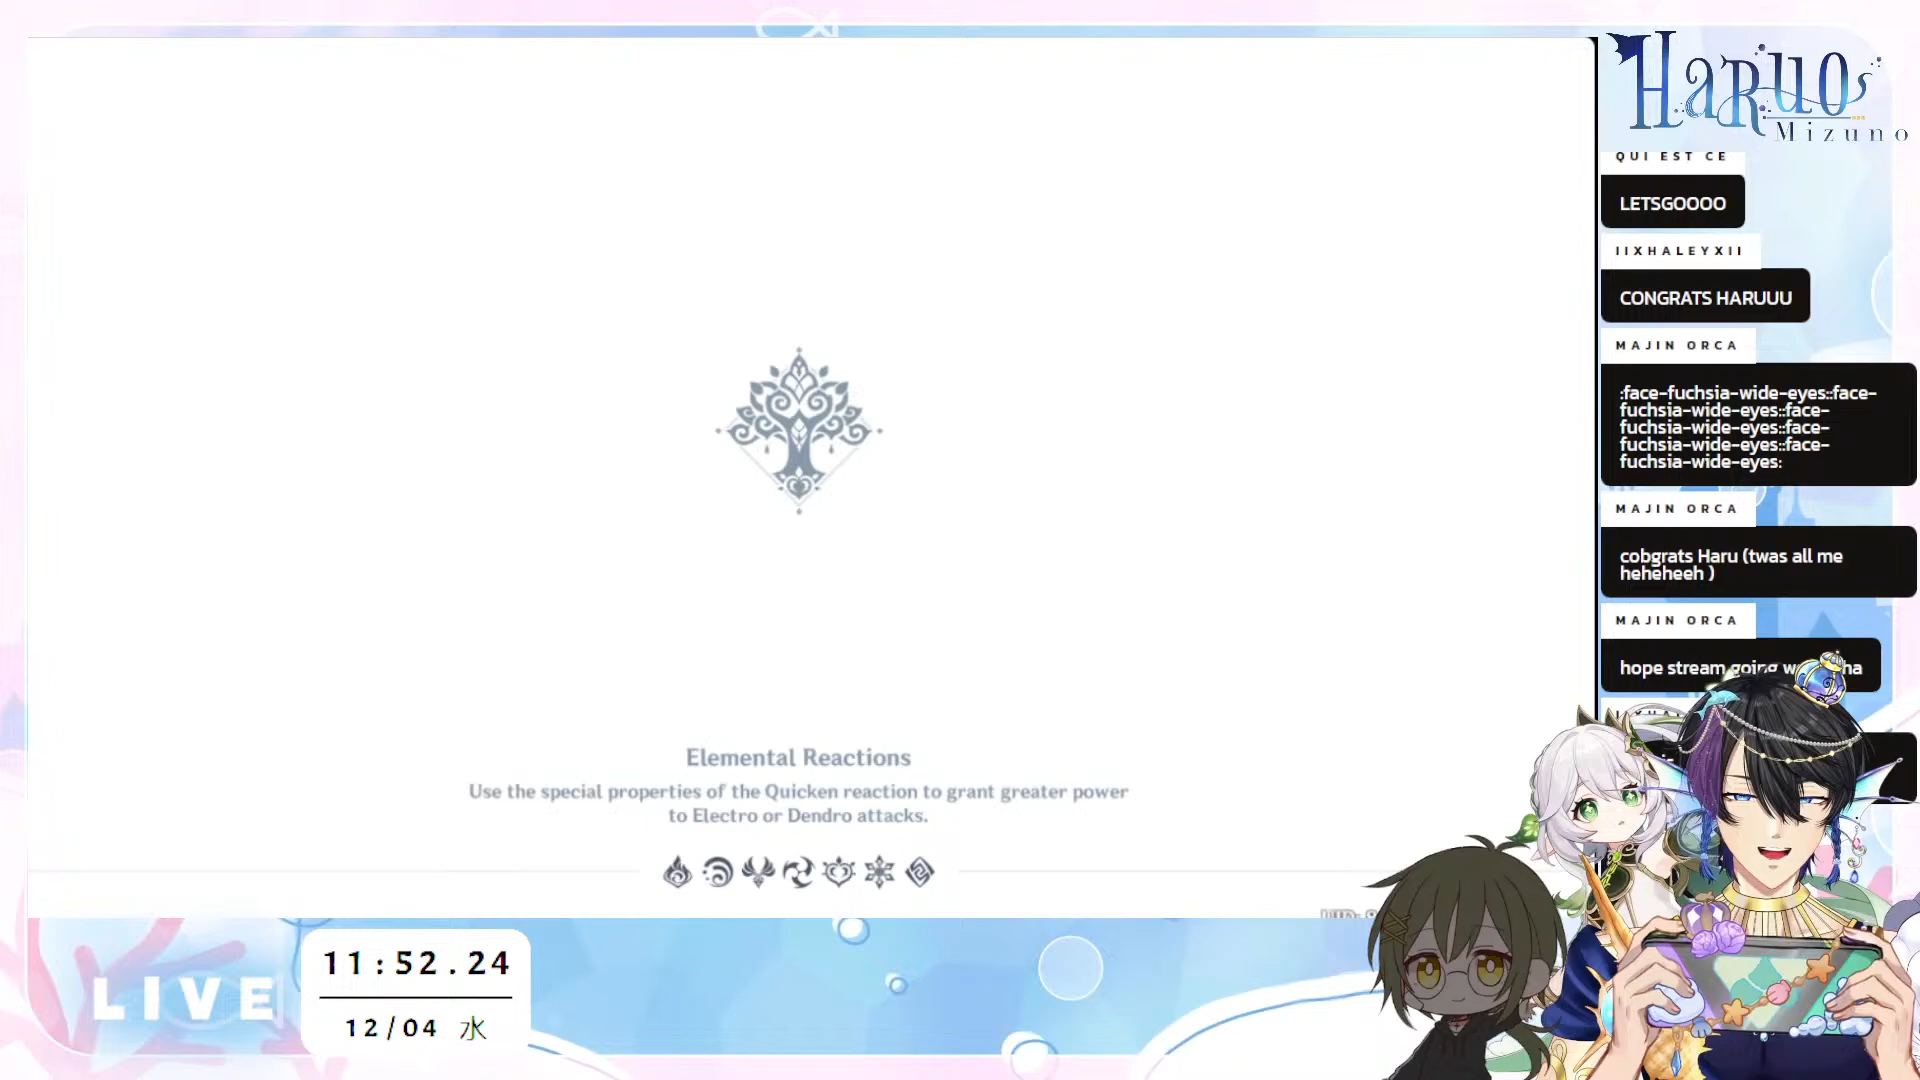 Haruo
Mizuno
QUI EST CE
LETSGOOOO
IIXHALEYXII
CONGRATS HARUUU
MAJIN ORCA
:face-fuchsia-wide-eyes::face-
fuchsia-wide-eyes::face-
fuchsia-wide-eyes::face-
fuchsia-wide-eyes::face-
fuchsia-wide-eyes:
MAJIN ORCA
cobgrats Haru (twas all me
heheheeh )
MAJIN ORCA
hope stream going
Elemental Reactions
Use the special properties of the Quicken reaction to grant greater power
to Electro or Dendro attacks.
LIVE
11:52.24
12/04 水